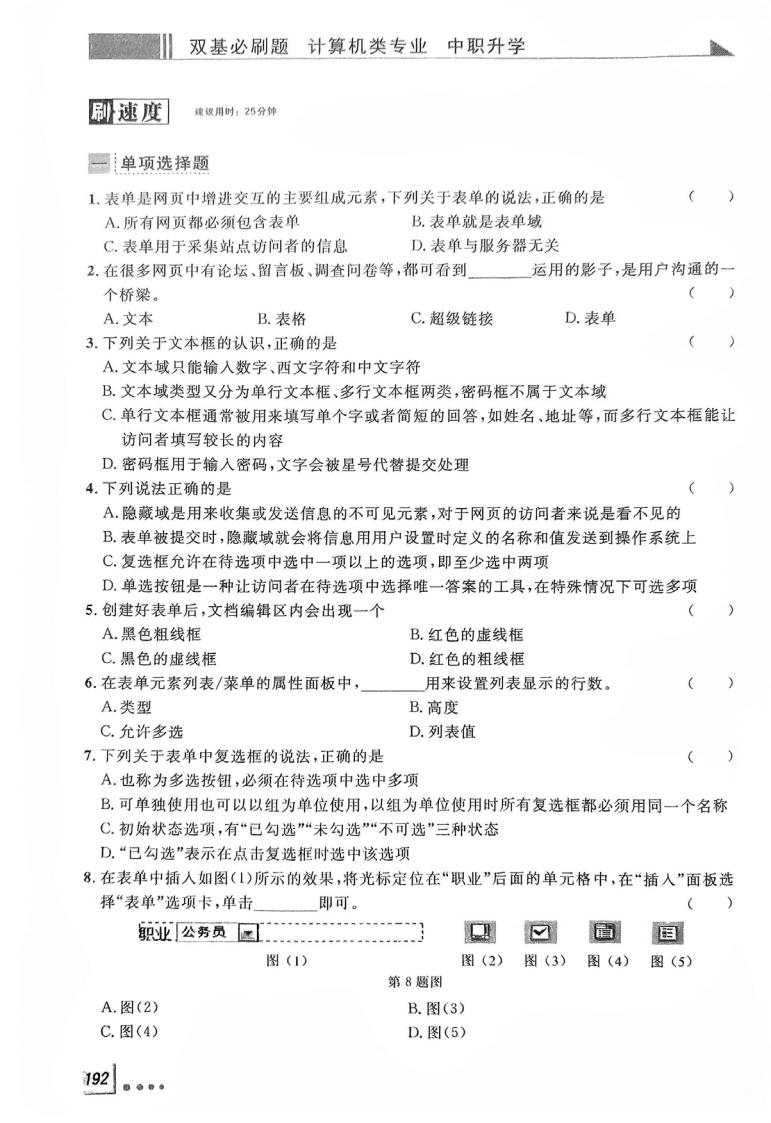 双基必刷题 计算机类专业 中职升学
刷速度 建议用时：25分钟
一 单项选择题
1. 表单是网页中增进交互的主要组成元素，下列关于表单的说法，正确的是 （ ）
A. 所有网页都必须包含表单 B. 表单就是表单域
C. 表单用于采集站点访问者的信息 D. 表单与服务器无关
2. 在很多网页中有论坛、留言板、调查问卷等，都可看到________运用的影子，是用户沟通的一
个桥梁。 （ ）
A. 文本 B. 表格 C. 超级链接 D. 表单
3. 下列关于文本框的认识，正确的是 （ ）
A. 文本域只能输入数字、西文字符和中文字符
B. 文本域类型又分为单行文本框、多行文本框两类，密码框不属于文本域
C. 单行文本框通常被用来填写单个字或者简短的回答，如姓名、地址等，而多行文本框能让
访问者填写较长的内容
D. 密码框用于输入密码，文字会被星号代替提交处理
4. 下列说法正确的是 （ ）
A. 隐藏域是用来收集或发送信息的不可见元素，对于网页的访问者来说是看不见的
B. 表单被提交时，隐藏域就会将信息用用户设置时定义的名称和值发送到操作系统上
C. 复选框允许在待选项中选中一项以上的选项，即至少选中两项
D. 单选按钮是一种让访问者在待选项中选择唯一答案的工具，在特殊情况下可选多项
5. 创建好表单后，文档编辑区内会出现一个 （ ）
A. 黑色粗线框 B. 红色的虚线框
C. 黑色的虚线框 D. 红色的粗线框
6. 在表单元素列表/菜单的属性面板中，________用来设置列表显示的行数。 （ ）
A. 类型 B. 高度
C. 允许多选 D. 列表值
7. 下列关于表单中复选框的说法，正确的是 （ ）
A. 也称为多选按钮，必须在待选项中选中多项
B. 可单独使用也可以以组为单位使用，以组为单位使用时所有复选框都必须用同一个名称
C. 初始状态选项，有“已勾选”“未勾选”“不可选”三种状态
D. “已勾选”表示在点击复选框时选中该选项
8. 在表单中插入如图（1）所示的效果，将光标定位在“职业”后面的单元格中，在“插入”面板选
择“表单”选项卡，单击________即可。 （ ）
职业 公务员
图（1） 图（2） 图（3） 图（4） 图（5）
第8题图
A. 图（2） B. 图（3）
C. 图（4） D. 图（5）
192